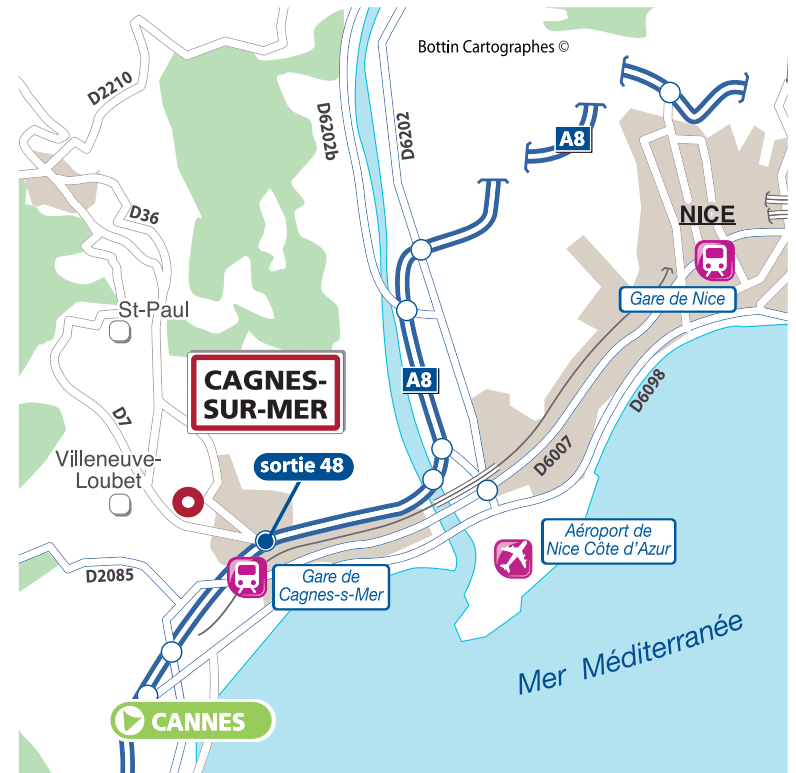 Bottin Cartographes ©
D2210
D6202b
D6202
A8
D36
NICE
Gare de Nice
St-Paul
CAGNES-
SUR-MER
A8
D6098
D7
D6007
Villeneuve-
Loubet
sortie 48
Aéroport de
Nice Côte d'Azur
D2085
Gare de
Cagnes-s-Mer
Mer Méditerranée
CANNES